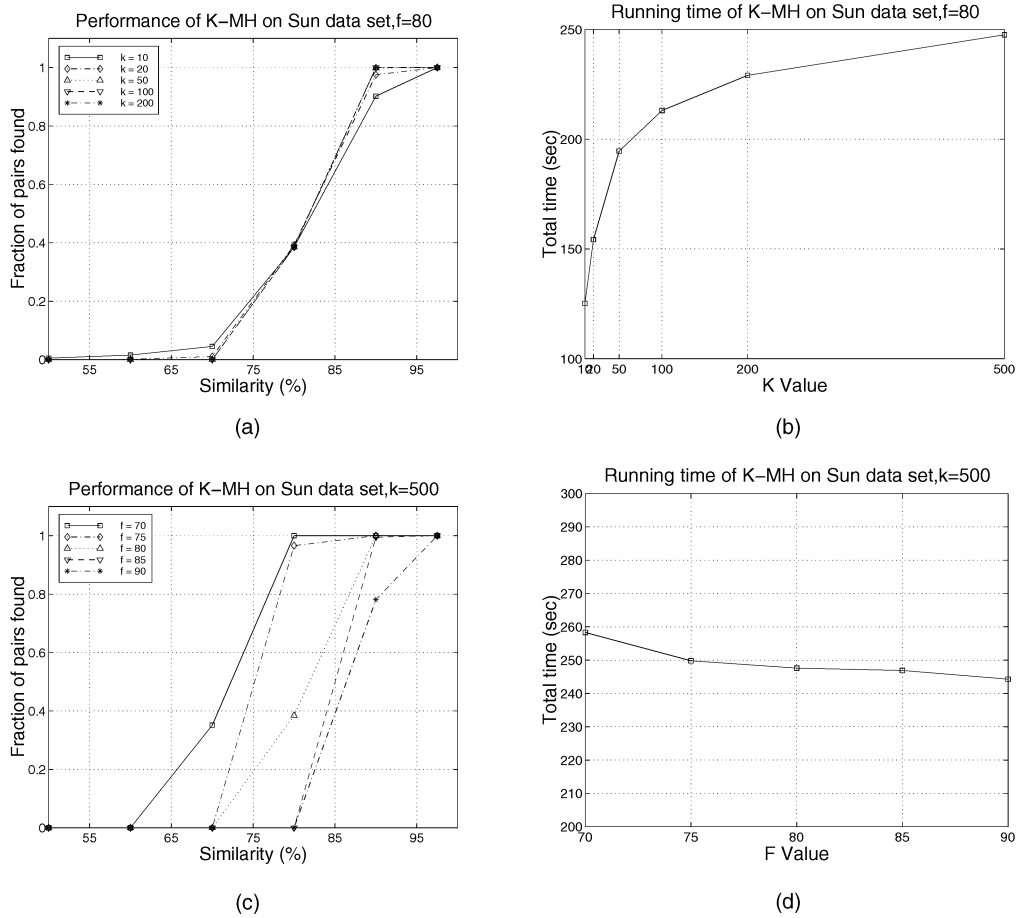 Performance of K-MH on Sun data set,f=80
1
0.8
0.6
0.4
0.2
0
k = 10
k = 20
k = 50
k = 100
k = 200
55 65 75 85 95
Fraction of pairs found
Similarity (%)
(a)
Running time of K-MH on Sun data set,f=80
250
200
150
100
10 20 50 100 200 500
Total time (sec)
K Value
(b)
Performance of K-MH on Sun data set,k=500
1
0.8
0.6
0.4
0.2
0
f = 70
f = 75
f = 80
f = 85
f = 90
55 65 75 85 95
Fraction of pairs found
Similarity (%)
(c)
Running time of K-MH on Sun data set,k=500
300
290
280
270
260
250
240
230
220
210
200
70 75 80 85 90
Total time (sec)
F Value
(d)